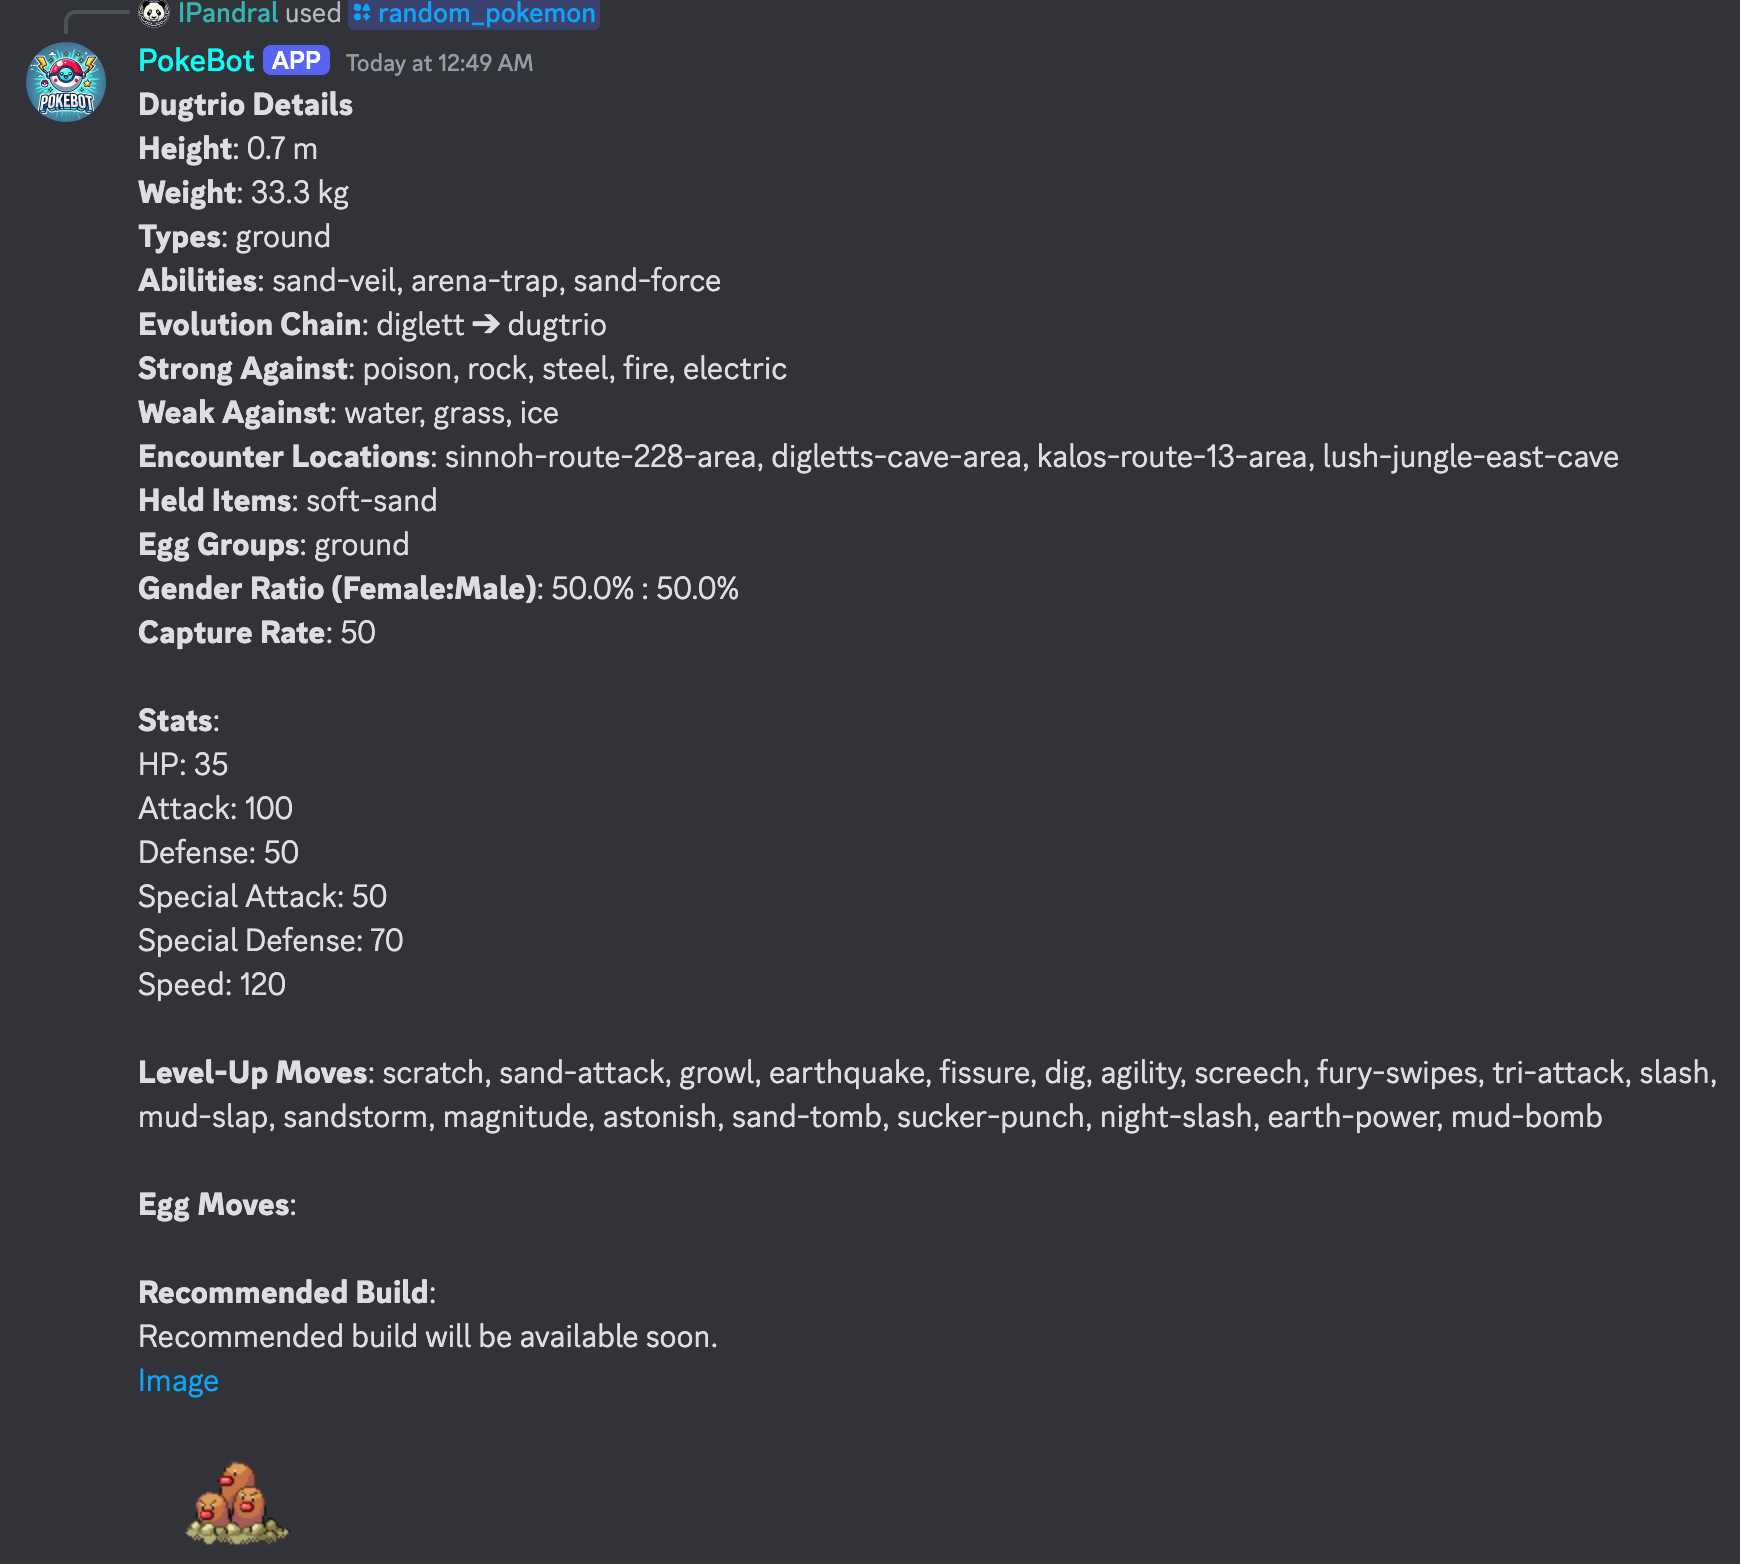 IPandral used random_pokemon
POKEBOT
PokeBot APP Today at 12:49 AM
Dugtrio Details
Height: 0.7 m
Weight: 33.3 kg
Types: ground
Abilities: sand-veil, arena-trap, sand-force
Evolution Chain: diglett ➔ dugtrio
Strong Against: poison, rock, steel, fire, electric
Weak Against: water, grass, ice
Encounter Locations: sinnoh-route-228-area, digletts-cave-area, kalos-route-13-area, lush-jungle-east-cave
Held Items: soft-sand
Egg Groups: ground
Gender Ratio (Female:Male): 50.0% : 50.0%
Capture Rate: 50
Stats:
HP: 35
Attack: 100
Defense: 50
Special Attack: 50
Special Defense: 70
Speed: 120
Level-Up Moves: scratch, sand-attack, growl, earthquake, fissure, dig, agility, screech, fury-swipes, tri-attack, slash,
mud-slap, sandstorm, magnitude, astonish, sand-tomb, sucker-punch, night-slash, earth-power, mud-bomb
Egg Moves:
Recommended Build:
Recommended build will be available soon.
Image